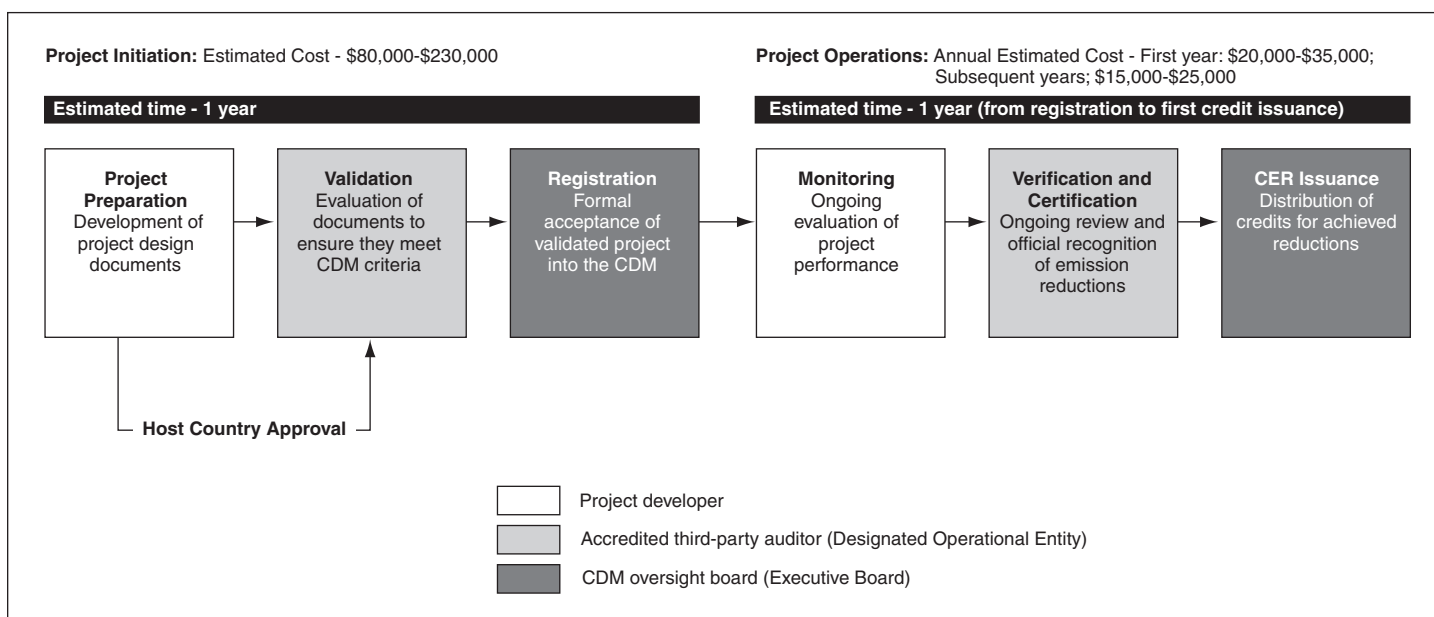 Project Initiation: Estimated Cost - $80,000-$230,000
Project Operations: Annual Estimated Cost - First year: $20,000-$35,000;
Subsequent years; $15,000-$25,000
Estimated time - 1 year
Estimated time - 1 year (from registration to first credit issuance)
Project
Preparation
Development of
project design
documents
Validation
Evaluation of
documents to
ensure they meet
CDM criteria
Registration
Formal
acceptance of
validated project
into the CDM
Monitoring
Ongoing
evaluation of
project
performance
Verification and
Certification
Ongoing review and
official recognition
of emission
reductions
CER Issuance
Distribution of
credits for achieved
reductions
Host Country Approval
Project developer
Accredited third-party auditor (Designated Operational Entity)
CDM oversight board (Executive Board)